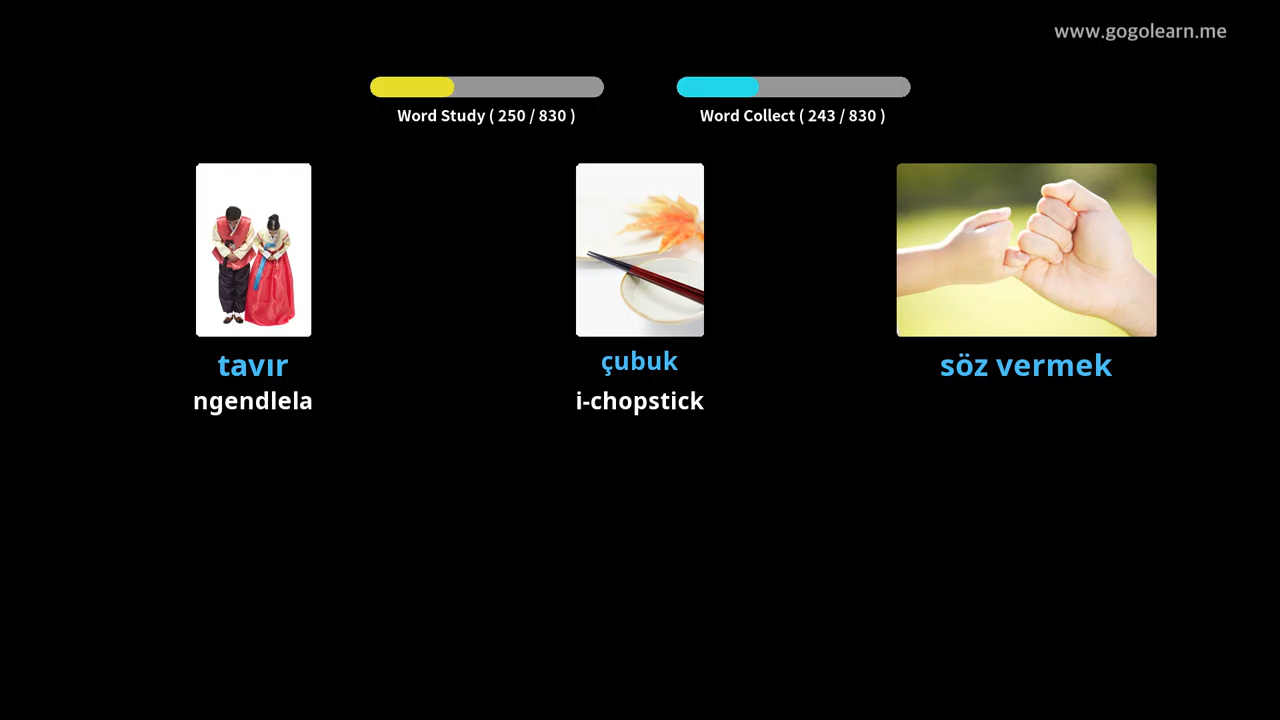 www.gogolearn.me
Word Study ( 250 / 830 )
Word Collect ( 243 / 830 )
tavır
ngendlela
çubuk
i-chopstick
söz vermek